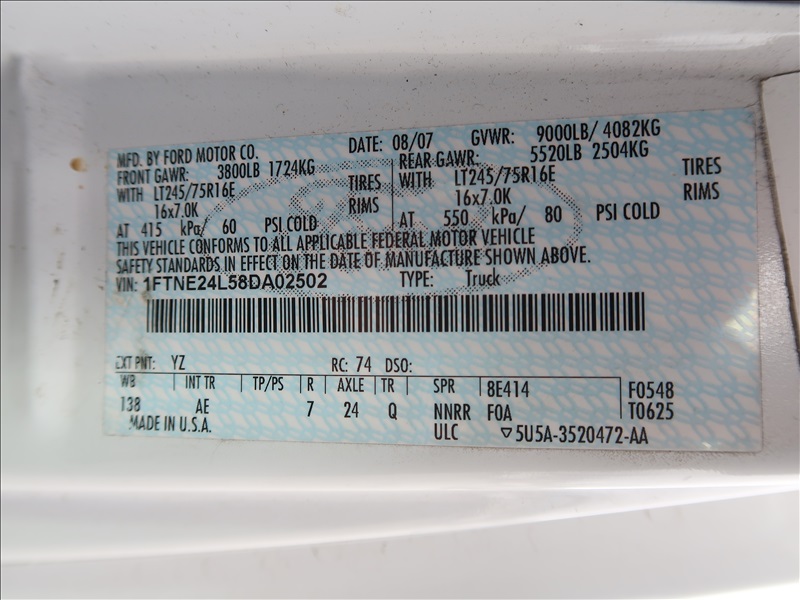 MFD. BY FORD MOTOR CO. DATE: 08/07 GVWR: 9000LB/ 4082KG
FRONT GAWR: 3800LB 1724KG REAR GAWR: 5520LB 2504KG
WITH LT245/75R16E TIRES WITH LT245/75R16E TIRES
16x7.0K RIMS 16x7.0K RIMS
AT 415 kPa/ 60 PSI COLD AT 550 kPa/ 80 PSI COLD
THIS VEHICLE CONFORMS TO ALL APPLICABLE FEDERAL MOTOR VEHICLE
SAFETY STANDARDS IN EFFECT ON THE DATE OF MANUFACTURE SHOWN ABOVE.
VIN: 1FTNE24L58DA02502 TYPE: Truck
EXT PNT: YZ RC: 74 DSO:
WB INT TR TP/PS R AXLE TR SPR 8E414 F0548
138 AE 7 24 Q NNRR F0A T0625
MADE IN U.S.A. ULC ▽5U5A-3520472-AA